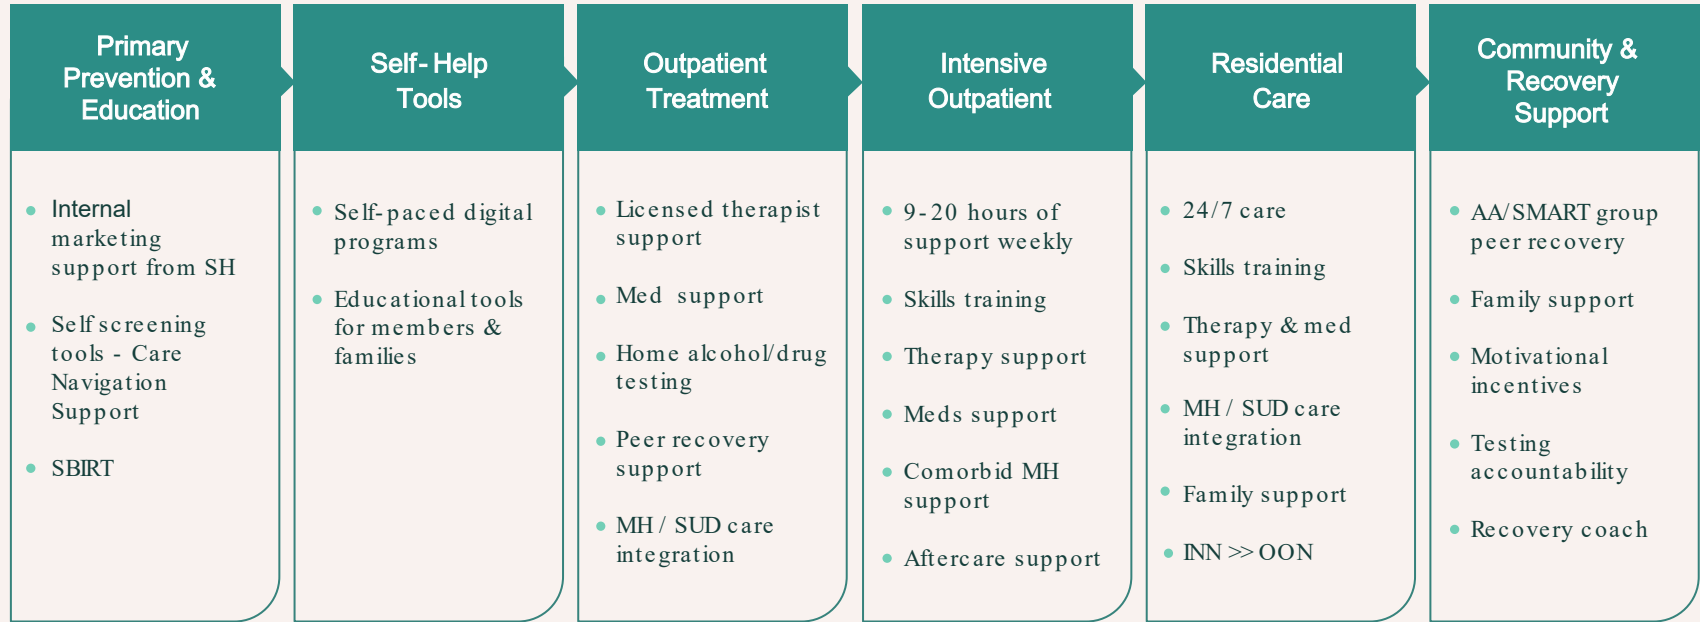 Primary
Prevention &
Education
Internal
marketing
support from SH
Self screening
tools - Care
Navigation
Support
SBIRT
Self-Help
Tools
Self-paced digital
programs
Educational tools
for members &
families
Outpatient
Treatment
Licensed therapist
support
Med support
Home alcohol/drug
testing
Peer recovery
support
MH / SUD care
integration
Intensive
Outpatient
9-20 hours of
support weekly
Skills training
Therapy support
Meds support
Comorbid MH
support
Aftercare support
Residential
Care
24/7 care
Skills training
Therapy & med
support
MH / SUD care
integration
Family support
INN >> OON
Community &
Recovery
Support
AA/SMART group
peer recovery
Family support
Motivational
incentives
Testing
accountability
Recovery coach